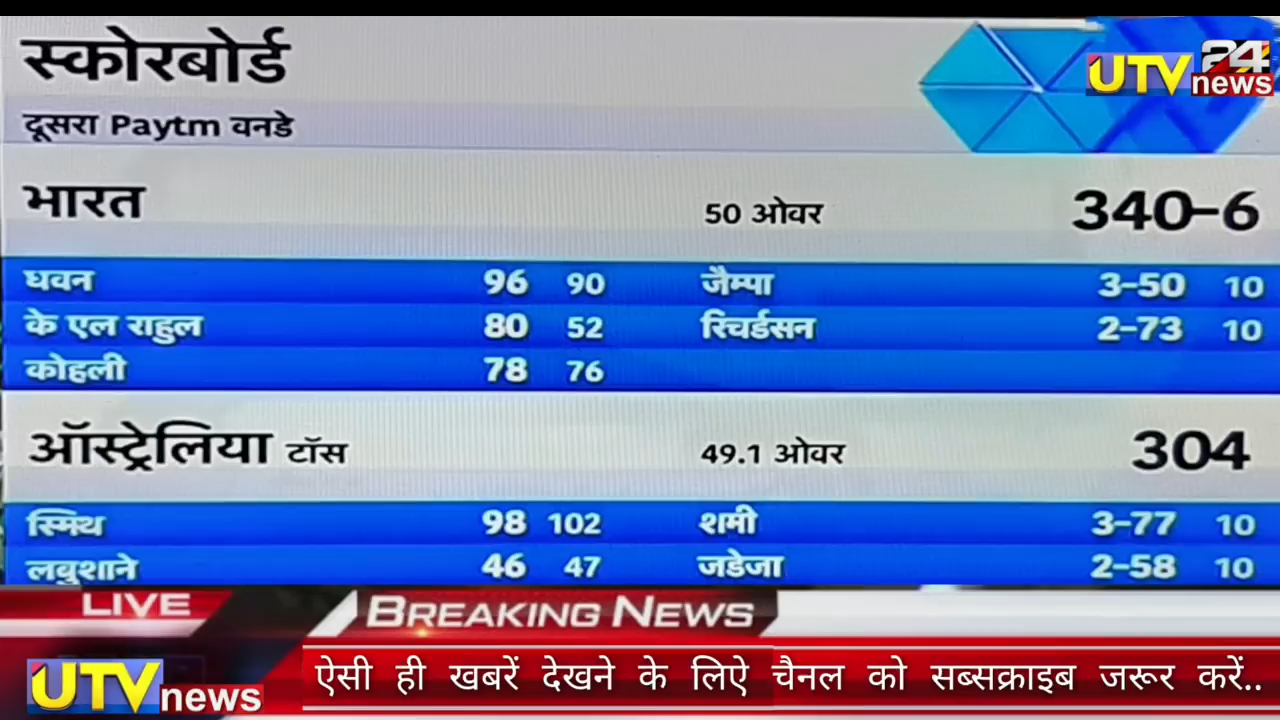 स्कोरबोर्ड
24
UTV news
दूसरा Paytm वनडे
भारत 50 ओवर 340-6
धवन 96 90 जैम्पा 3-50 10
के एल राहुल 80 52 रिचर्डसन 2-73 10
कोहली 78 76
ऑस्ट्रेलिया टॉस 49.1 ओवर 304
स्मिथ 98 102 शमी 3-77 10
लबुशाने 46 47 जडेजा 2-58 10
LIVE BREAKING NEWS
UTV news ऐसी ही खबरें देखने के लिऐ चैनल को सब्सक्राइब जरूर करें..